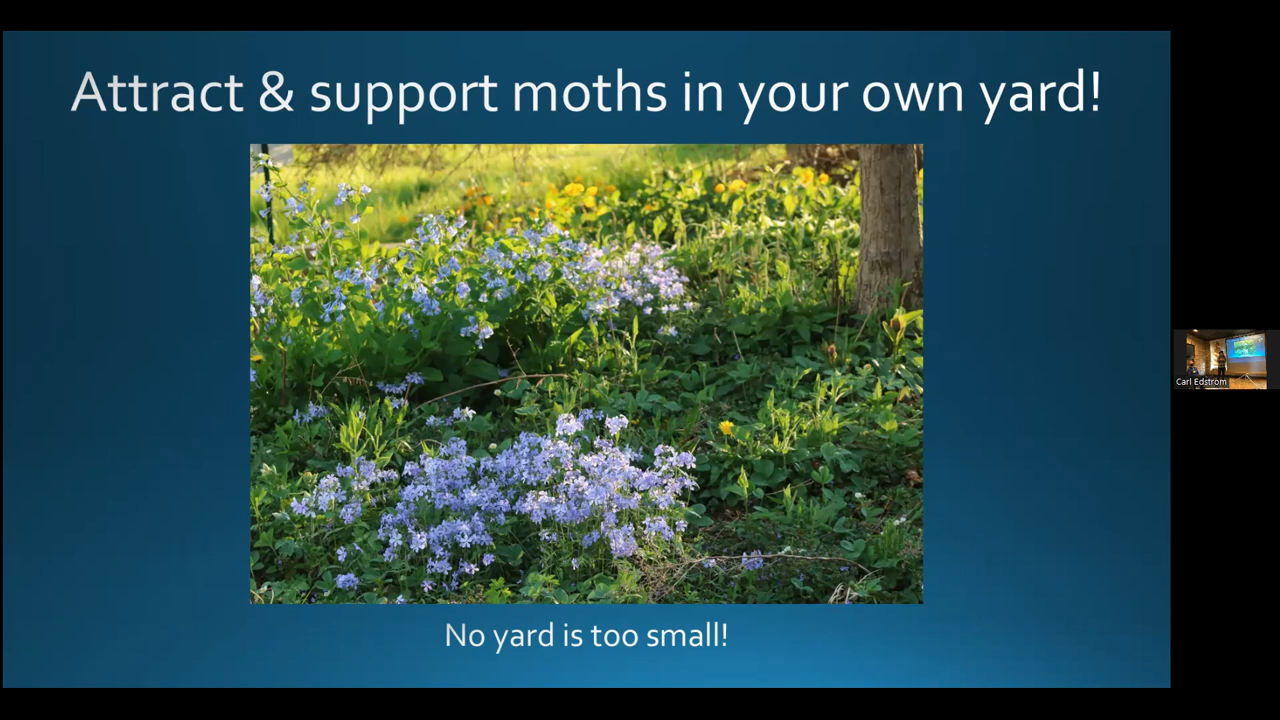 Attract & support moths in your own yard!
No yard is too small!
Carl Edstrom